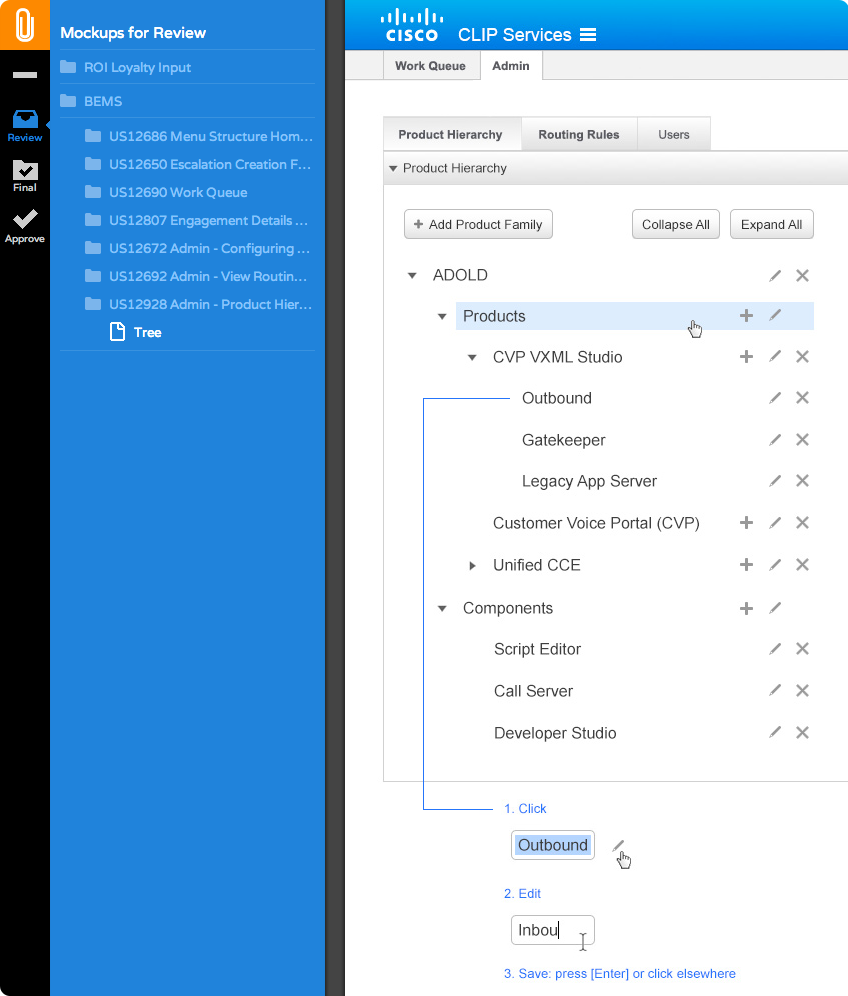 Mockups for Review
ROI Loyalty Input
BEMS
US12686 Menu Structure Hom...
US12650 Escalation Creation F...
US12690 Work Queue
US12807 Engagement Details ...
US12672 Admin - Configuring ...
US12692 Admin - View Routin...
US12928 Admin - Product Hier...
Tree
Review
Final
Approve
CISCO
CLIP Services
Work Queue
Admin
Product Hierarchy
Routing Rules
Users
Product Hierarchy
Add Product Family
Collapse All
Expand All
ADOLD
Products
CVP VXML Studio
Outbound
Gatekeeper
Legacy App Server
Customer Voice Portal (CVP)
Unified CCE
Components
Script Editor
Call Server
Developer Studio
1. Click
Outbound
2. Edit
Inbou
3. Save: press [Enter] or click elsewhere